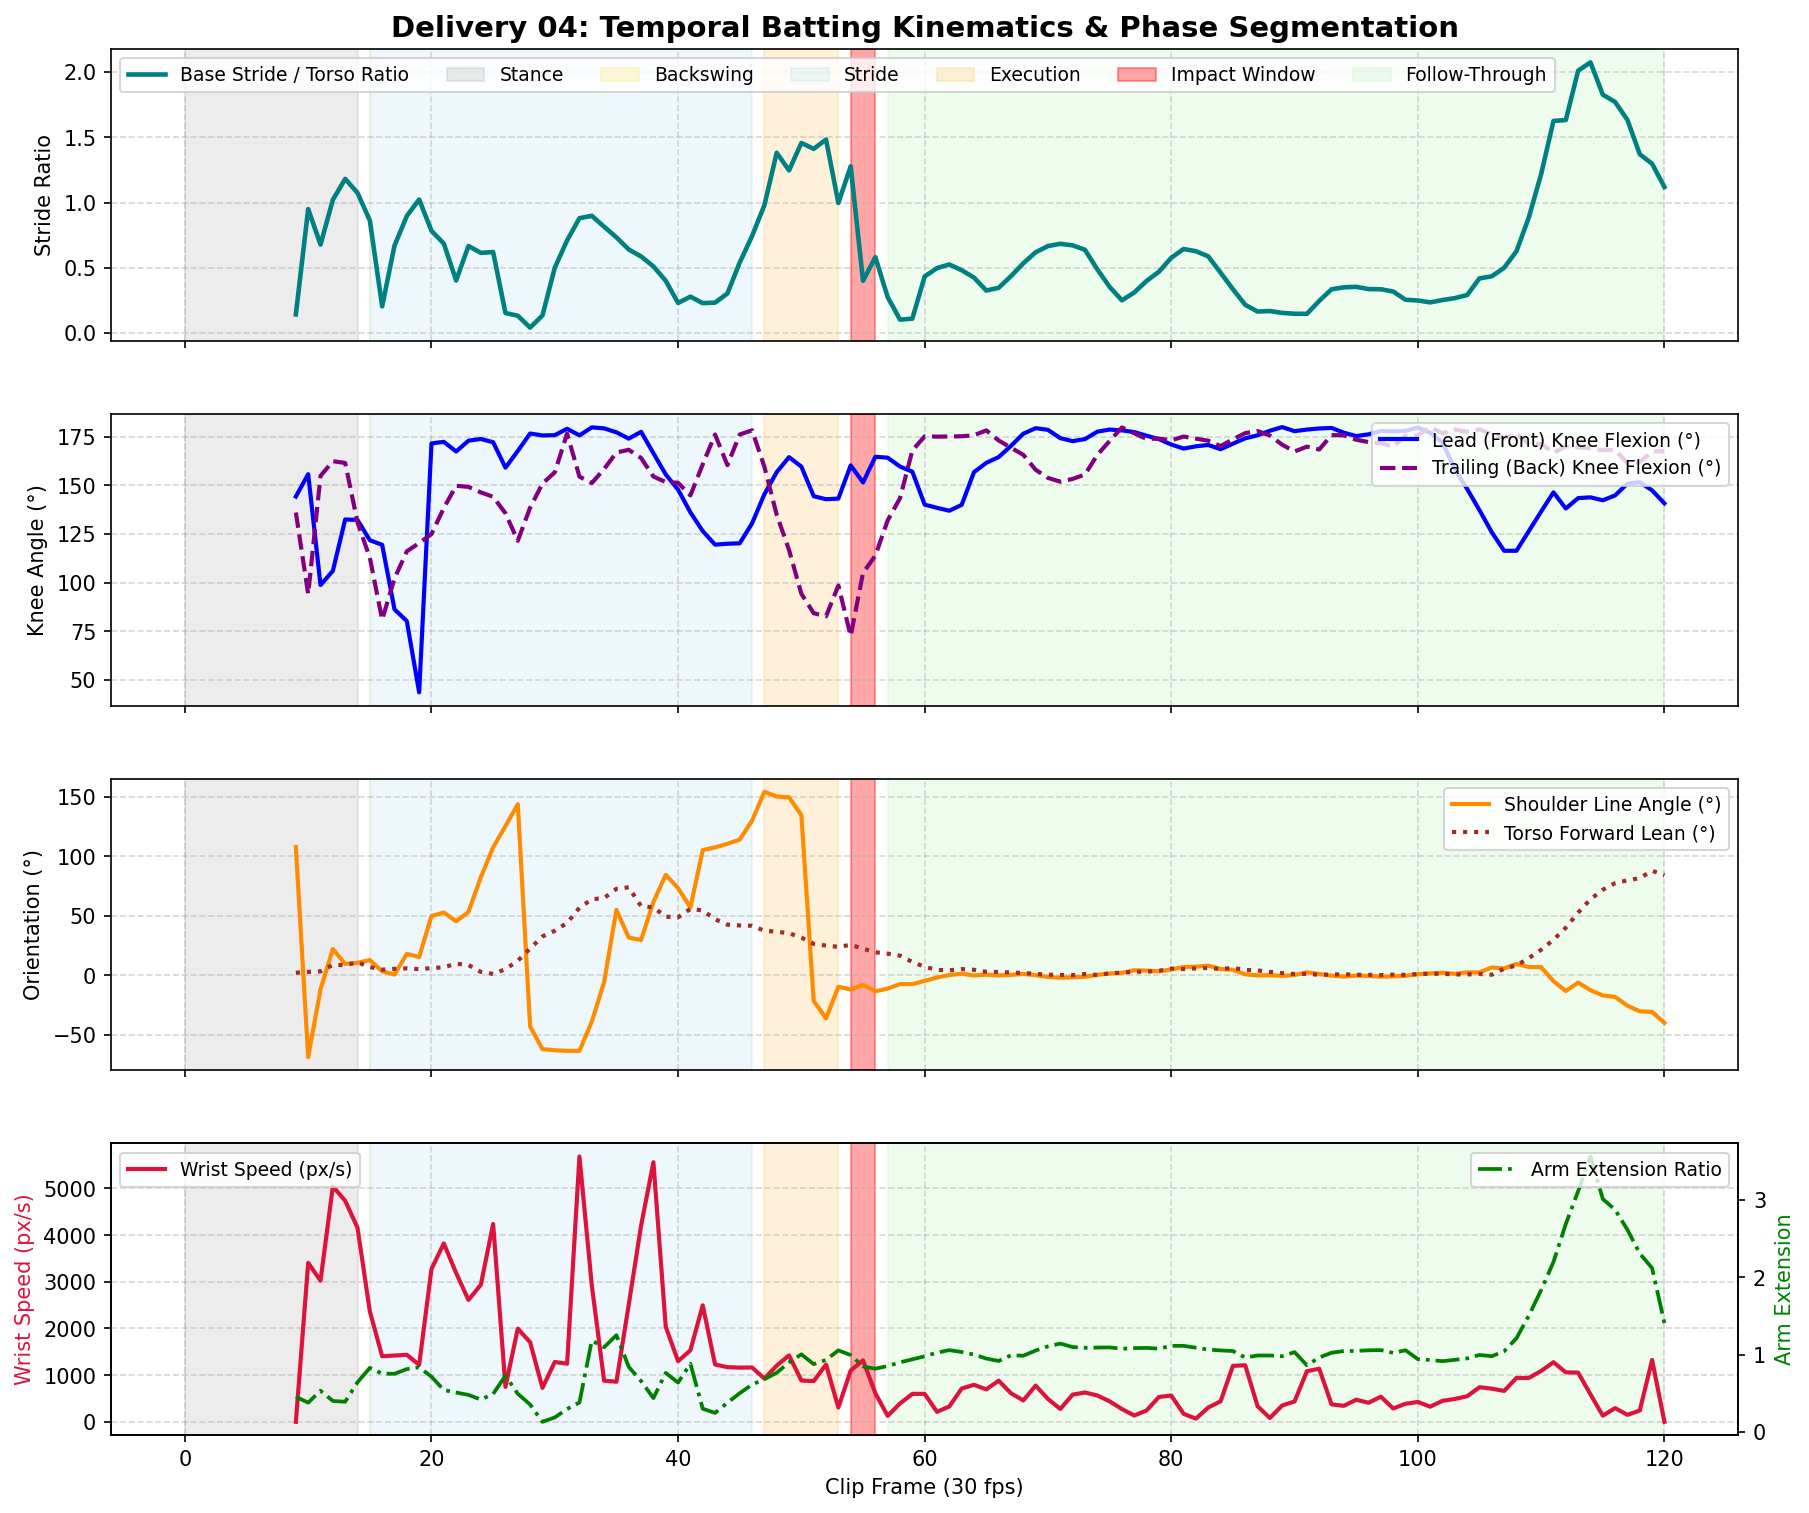 Delivery 04: Temporal Batting Kinematics & Phase Segmentation
Base Stride / Torso Ratio Stance Backswing Stride Execution Impact Window Follow-Through
Stride Ratio
2.0
1.5
1.0
0.5
0.0
Lead (Front) Knee Flexion (°)
Trailing (Back) Knee Flexion (°)
Knee Angle (°)
175
150
125
100
75
50
Shoulder Line Angle (°)
Torso Forward Lean (°)
Orientation (°)
150
100
50
0
−50
Wrist Speed (px/s)
Arm Extension Ratio
Wrist Speed (px/s)
5000
4000
3000
2000
1000
0
3
2
1
0
Arm Extension
0 20 40 60 80 100 120
Clip Frame (30 fps)